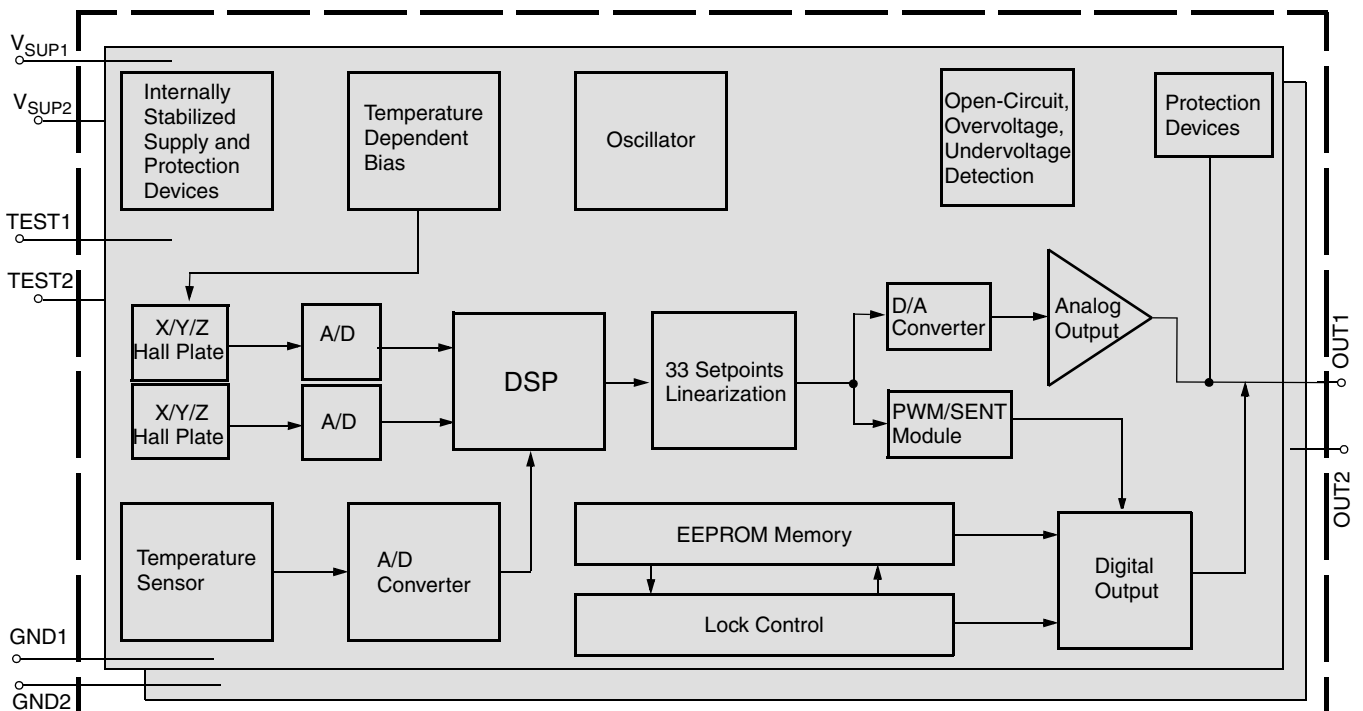 VSUP1
VSUP2
TEST1
TEST2
GND1
GND2
Internally
Stabilized
Supply and
Protection
Devices
Temperature
Dependent
Bias
Oscillator
Open-Circuit,
Overvoltage,
Undervoltage
Detection
Protection
Devices
X/Y/Z
Hall Plate
A/D
X/Y/Z
Hall Plate
A/D
DSP
33 Setpoints
Linearization
D/A
Converter
Analog
Output
PWM/SENT
Module
OUT1
OUT2
Temperature
Sensor
A/D
Converter
EEPROM Memory
Lock Control
Digital
Output